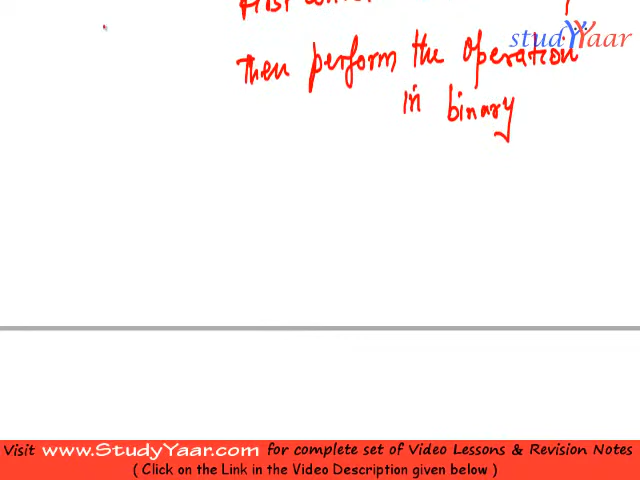 then perform the operation
in binary
studYYaar
Visit www.StudyYaar.com for complete set of Video Lessons & Revision Notes
( Click on the Link in the Video Description given below )